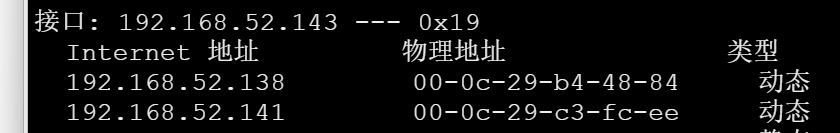 接口: 192.168.52.143 --- 0x19
Internet 地址 物理地址 类型
192.168.52.138 00-0c-29-b4-48-84 动态
192.168.52.141 00-0c-29-c3-fc-ee 动态